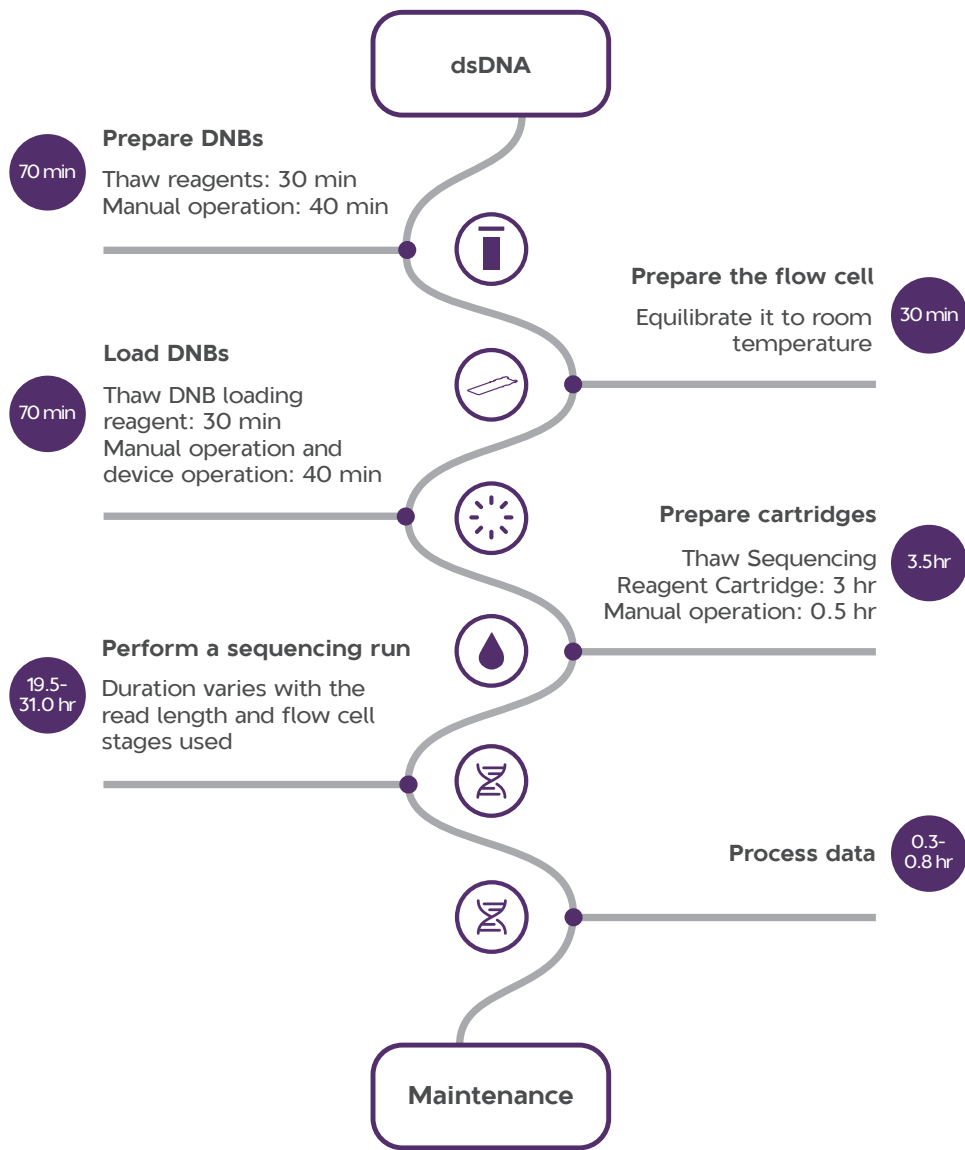 dsDNA
Prepare DNBs
70 min
Thaw reagents: 30 min
Manual operation: 40 min
Prepare the flow cell
30 min
Equilibrate it to room
temperature
Load DNBs
70 min
Thaw DNB loading
reagent: 30 min
Manual operation and
device operation: 40 min
Prepare cartridges
3.5hr
Thaw Sequencing
Reagent Cartridge: 3 hr
Manual operation: 0.5 hr
Perform a sequencing run
19.5-
31.0 hr
Duration varies with the
read length and flow cell
stages used
Process data
0.3-
0.8 hr
Maintenance